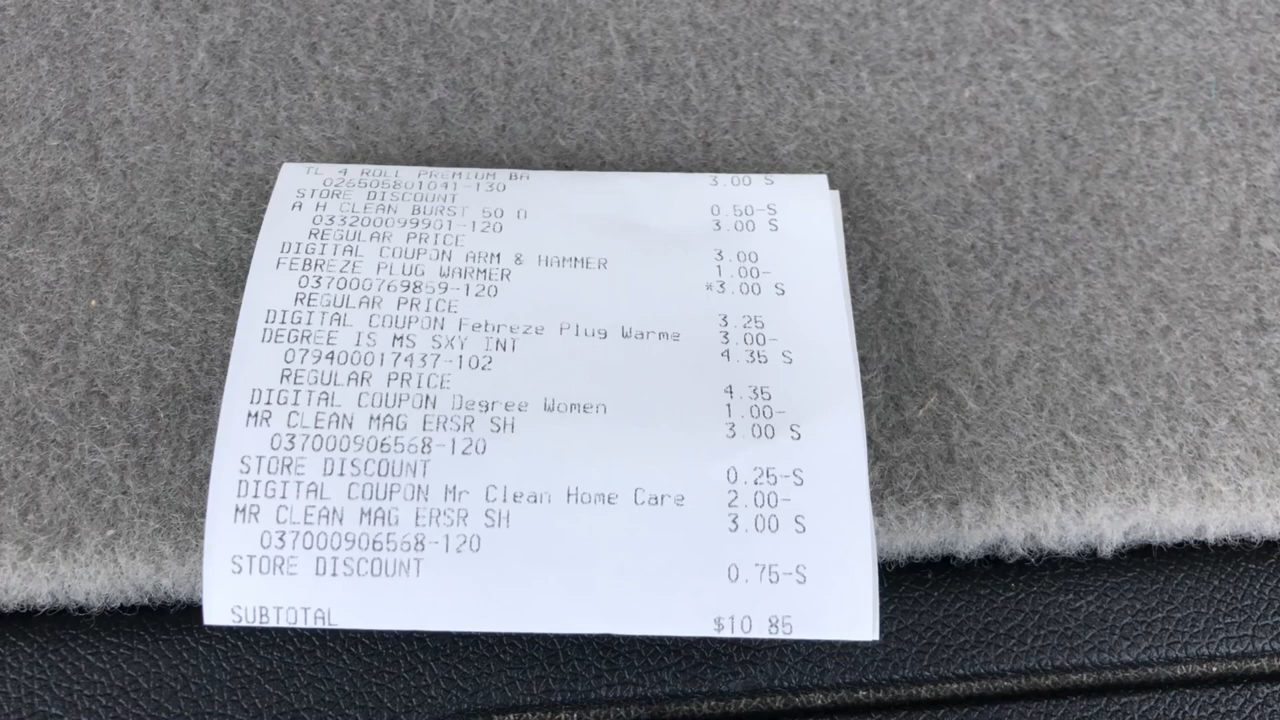 TL 4 ROLL PREMIUM BA 3.00 S
026505801041-130
STORE DISCOUNT 0.50-S
A H CLEAN BURST 50 O 3.00 S
033200099901-120
REGULAR PRICE 3.00
DIGITAL COUPON ARM & HAMMER 1.00-
FEBREZE PLUG WARMER *3.00 S
037000769859-120
REGULAR PRICE 3.25
DIGITAL COUPON Febreze Plug Warme 3.00-
DEGREE IS MS SXY INT 4.35 S
079400017437-102
REGULAR PRICE 4.35
DIGITAL COUPON Degree Women 1.00-
MR CLEAN MAG ERSR SH 3.00 S
037000906568-120
STORE DISCOUNT 0.25-S
DIGITAL COUPON Mr Clean Home Care 2.00-
MR CLEAN MAG ERSR SH 3.00 S
037000906568-120
STORE DISCOUNT 0.75-S
SUBTOTAL $10 85